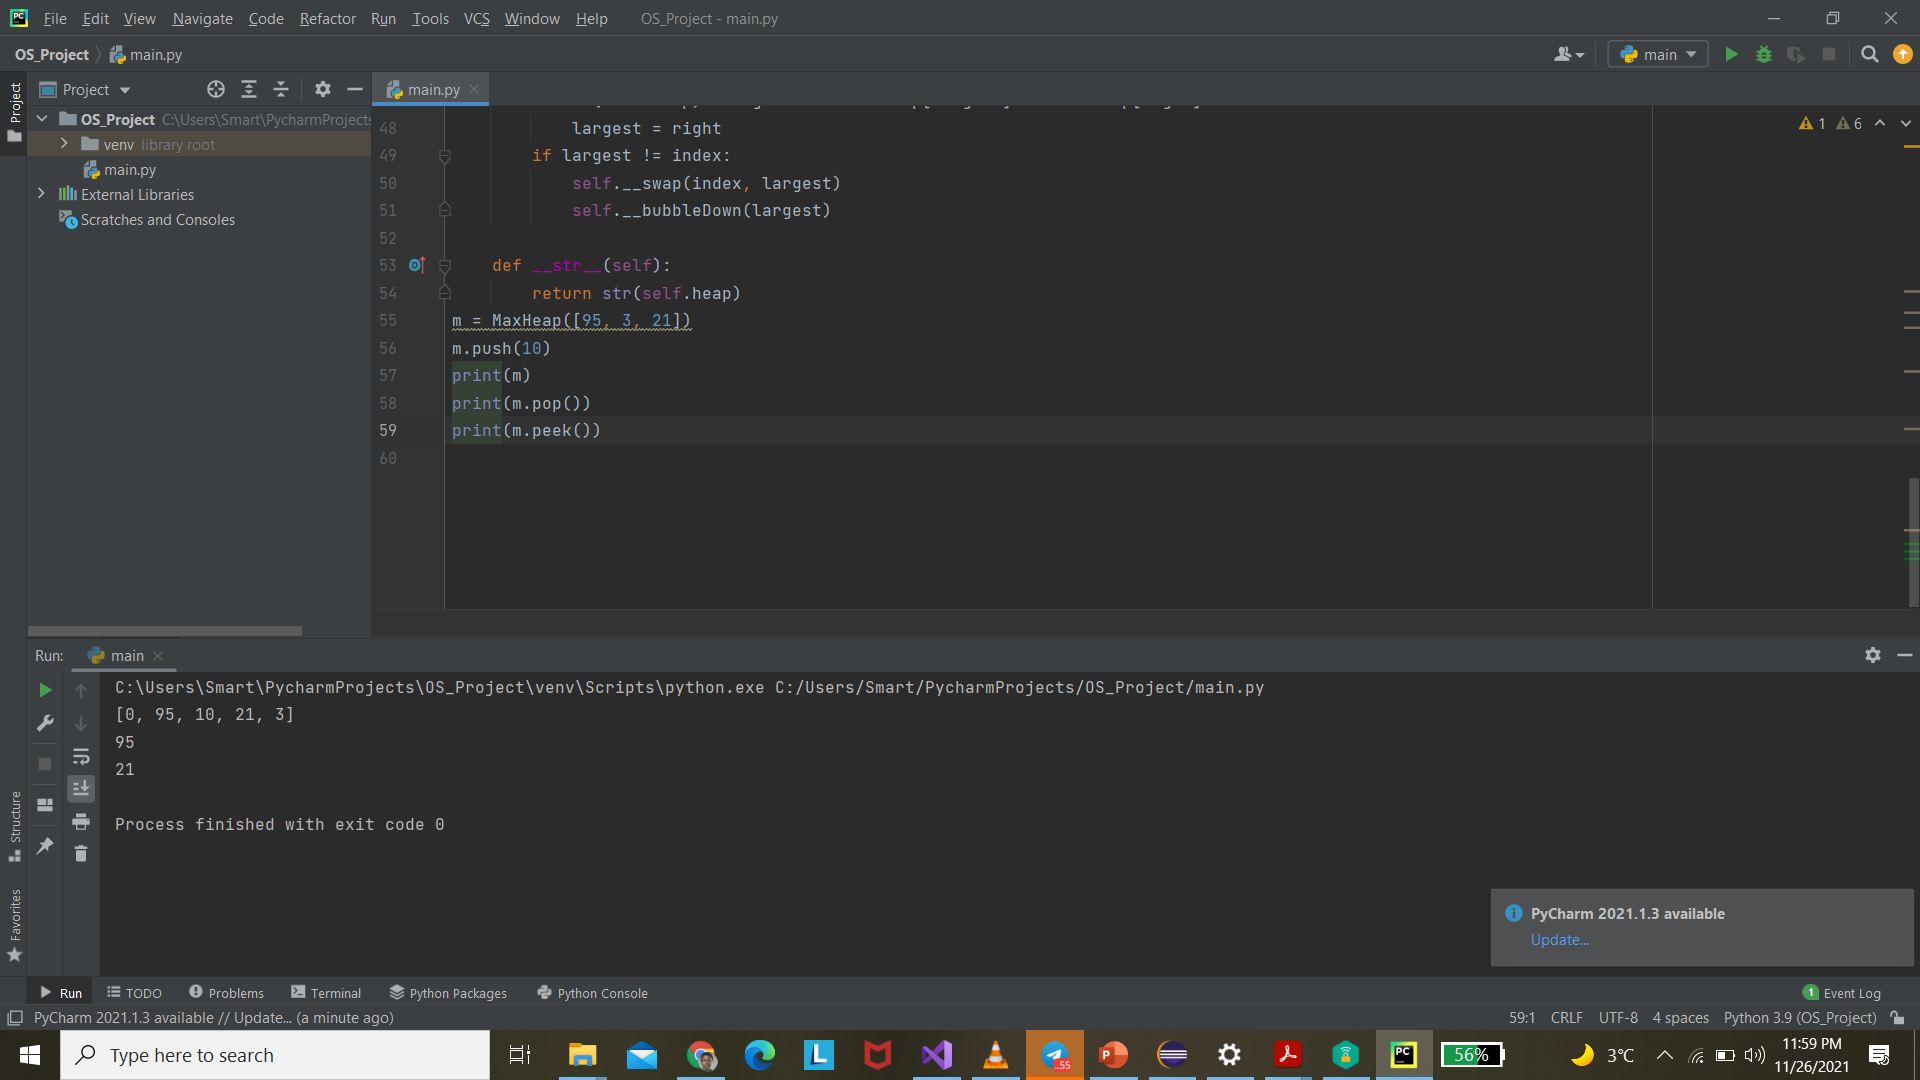 File Edit View Navigate Code Refactor Run Tools VCS Window Help OS_Project - main.py
OS_Project main.py
main
Project
Project
main.py
OS_Project C:\Users\Smart\PycharmProjects
venv library root
main.py
External Libraries
Scratches and Consoles
1 6
48 largest = right
49 if largest != index:
50 self.__swap(index, largest)
51 self.__bubbleDown(largest)
52
53 def __str__(self):
54 return str(self.heap)
55 m = MaxHeap([95, 3, 21])
56 m.push(10)
57 print(m)
58 print(m.pop())
59 print(m.peek())
60
Run: main
C:\Users\Smart\PycharmProjects\OS_Project\venv\Scripts\python.exe C:/Users/Smart/PycharmProjects/OS_Project/main.py
[0, 95, 10, 21, 3]
95
21
Process finished with exit code 0
Structure
Favorites
PyCharm 2021.1.3 available
Update...
Run TODO Problems Terminal Python Packages Python Console 1 Event Log
PyCharm 2021.1.3 available // Update... (a minute ago) 59:1 CRLF UTF-8 4 spaces Python 3.9 (OS_Project)
Type here to search
L
..55
P
PC
56%
3°C
11:59 PM
11/26/2021